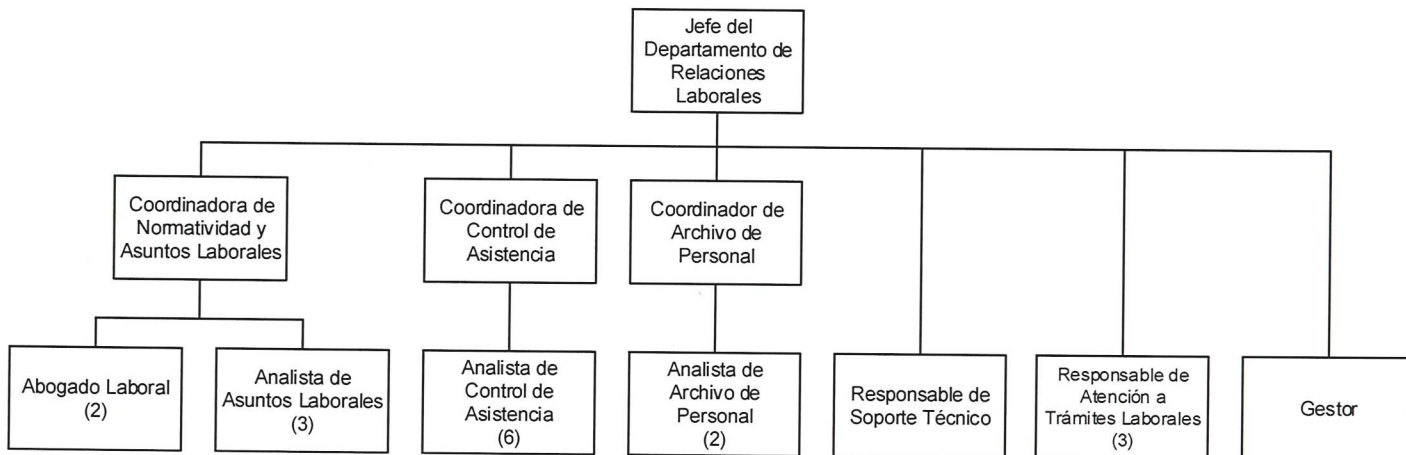 Jefe del
Departamento de
Relaciones
Laborales
Coordinadora de
Normatividad y
Asuntos Laborales
Coordinadora de
Control de
Asistencia
Coordinador de
Archivo de
Personal
Abogado Laboral
(2)
Analista de
Asuntos Laborales
(3)
Analista de
Control de
Asistencia
(6)
Analista de
Archivo de
Personal
(2)
Responsable de
Soporte Técnico
Responsable de
Atención a
Trámites Laborales
(3)
Gestor